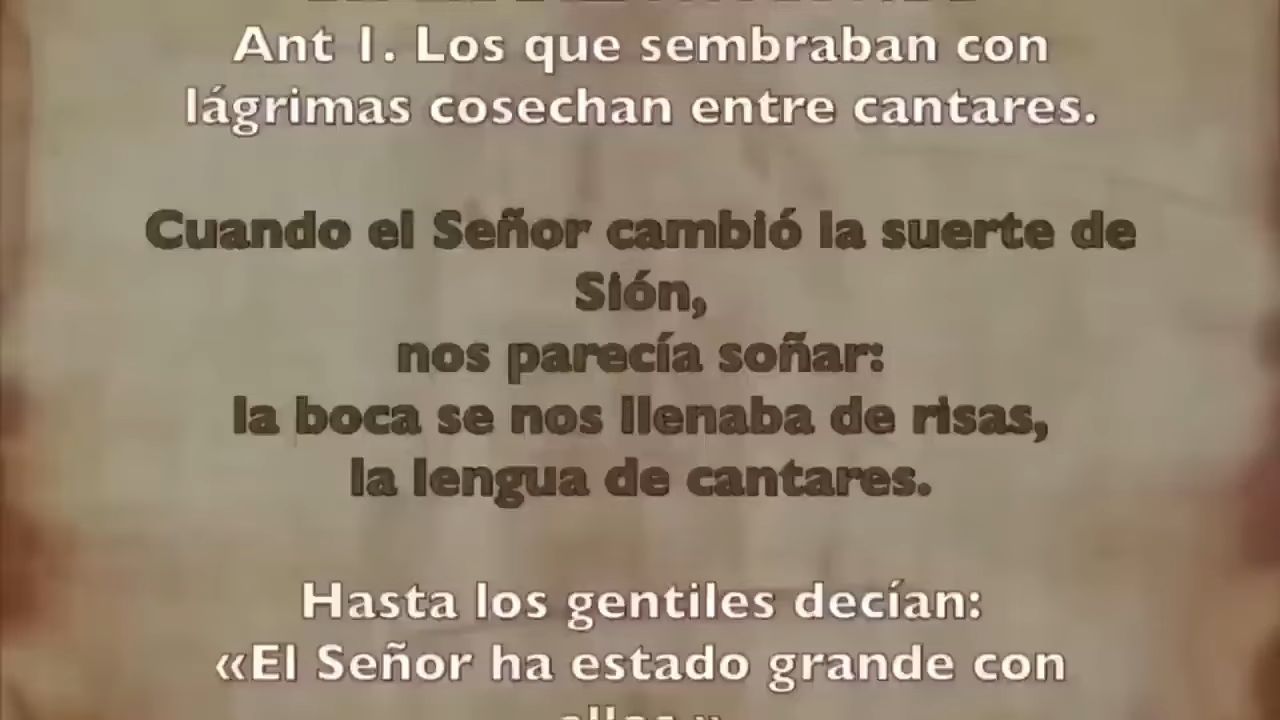 Ant 1. Los que sembraban con
lágrimas cosechan entre cantares.
Cuando el Señor cambió la suerte de
Sión,
nos parecía soñar:
la boca se nos llenaba de risas,
la lengua de cantares.
Hasta los gentiles decían:
«El Señor ha estado grande con